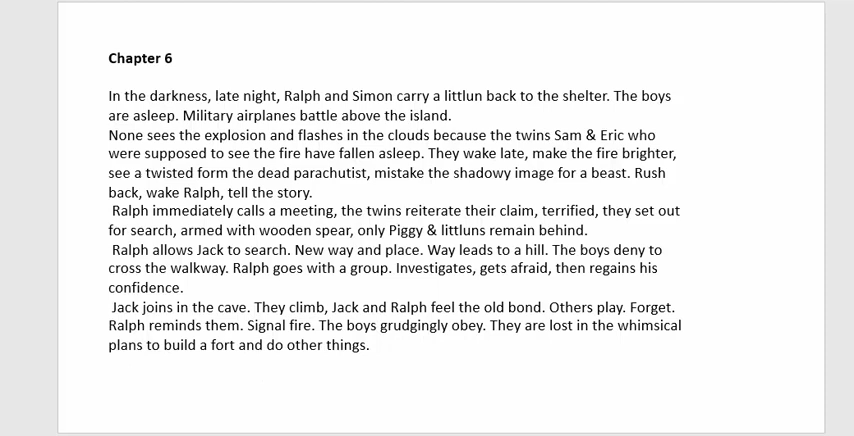 Chapter 6
In the darkness, late night, Ralph and Simon carry a littlun back to the shelter. The boys
are asleep. Military airplanes battle above the island.
None sees the explosion and flashes in the clouds because the twins Sam & Eric who
were supposed to see the fire have fallen asleep. They wake late, make the fire brighter,
see a twisted form the dead parachutist, mistake the shadowy image for a beast. Rush
back, wake Ralph, tell the story.
Ralph immediately calls a meeting, the twins reiterate their claim, terrified, they set out
for search, armed with wooden spear, only Piggy & littluns remain behind.
Ralph allows Jack to search. New way and place. Way leads to a hill. The boys deny to
cross the walkway. Ralph goes with a group. Investigates, gets afraid, then regains his
confidence.
Jack joins in the cave. They climb, Jack and Ralph feel the old bond. Others play. Forget.
Ralph reminds them. Signal fire. The boys grudgingly obey. They are lost in the whimsical
plans to build a fort and do other things.